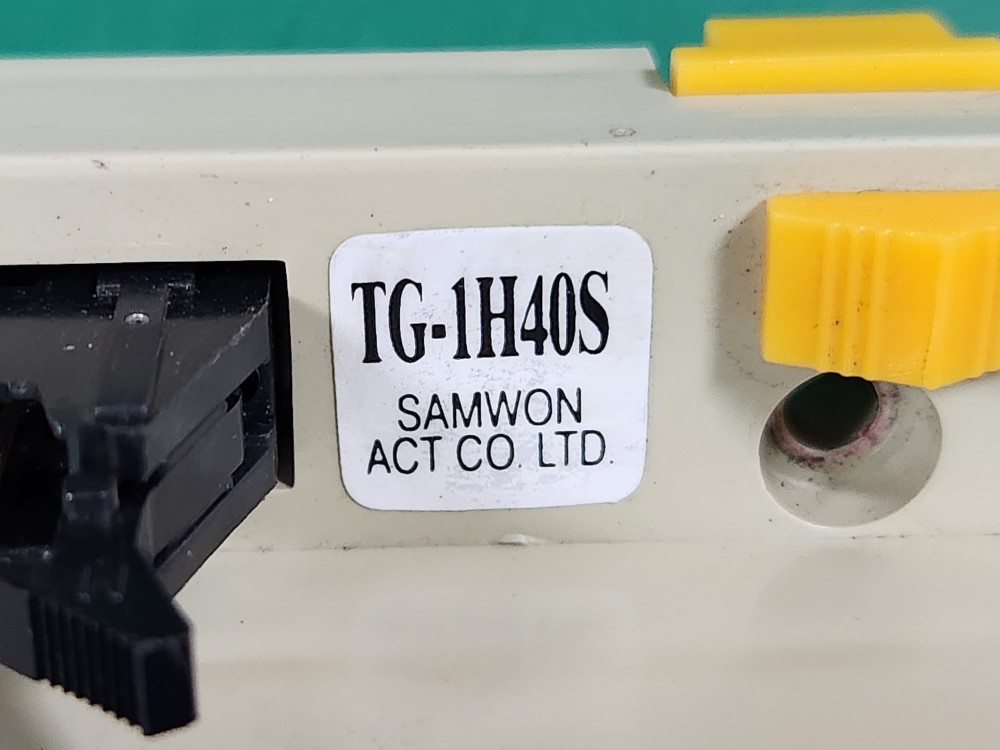 TG-1H40S
SAMWON
ACT CO. LTD.